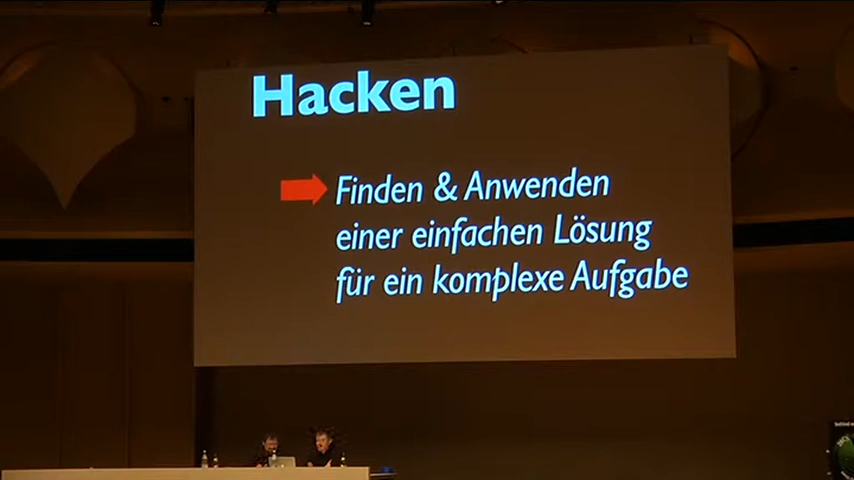 Hacken
Finden & Anwenden
einer einfachen Lösung
für ein komplexe Aufgabe